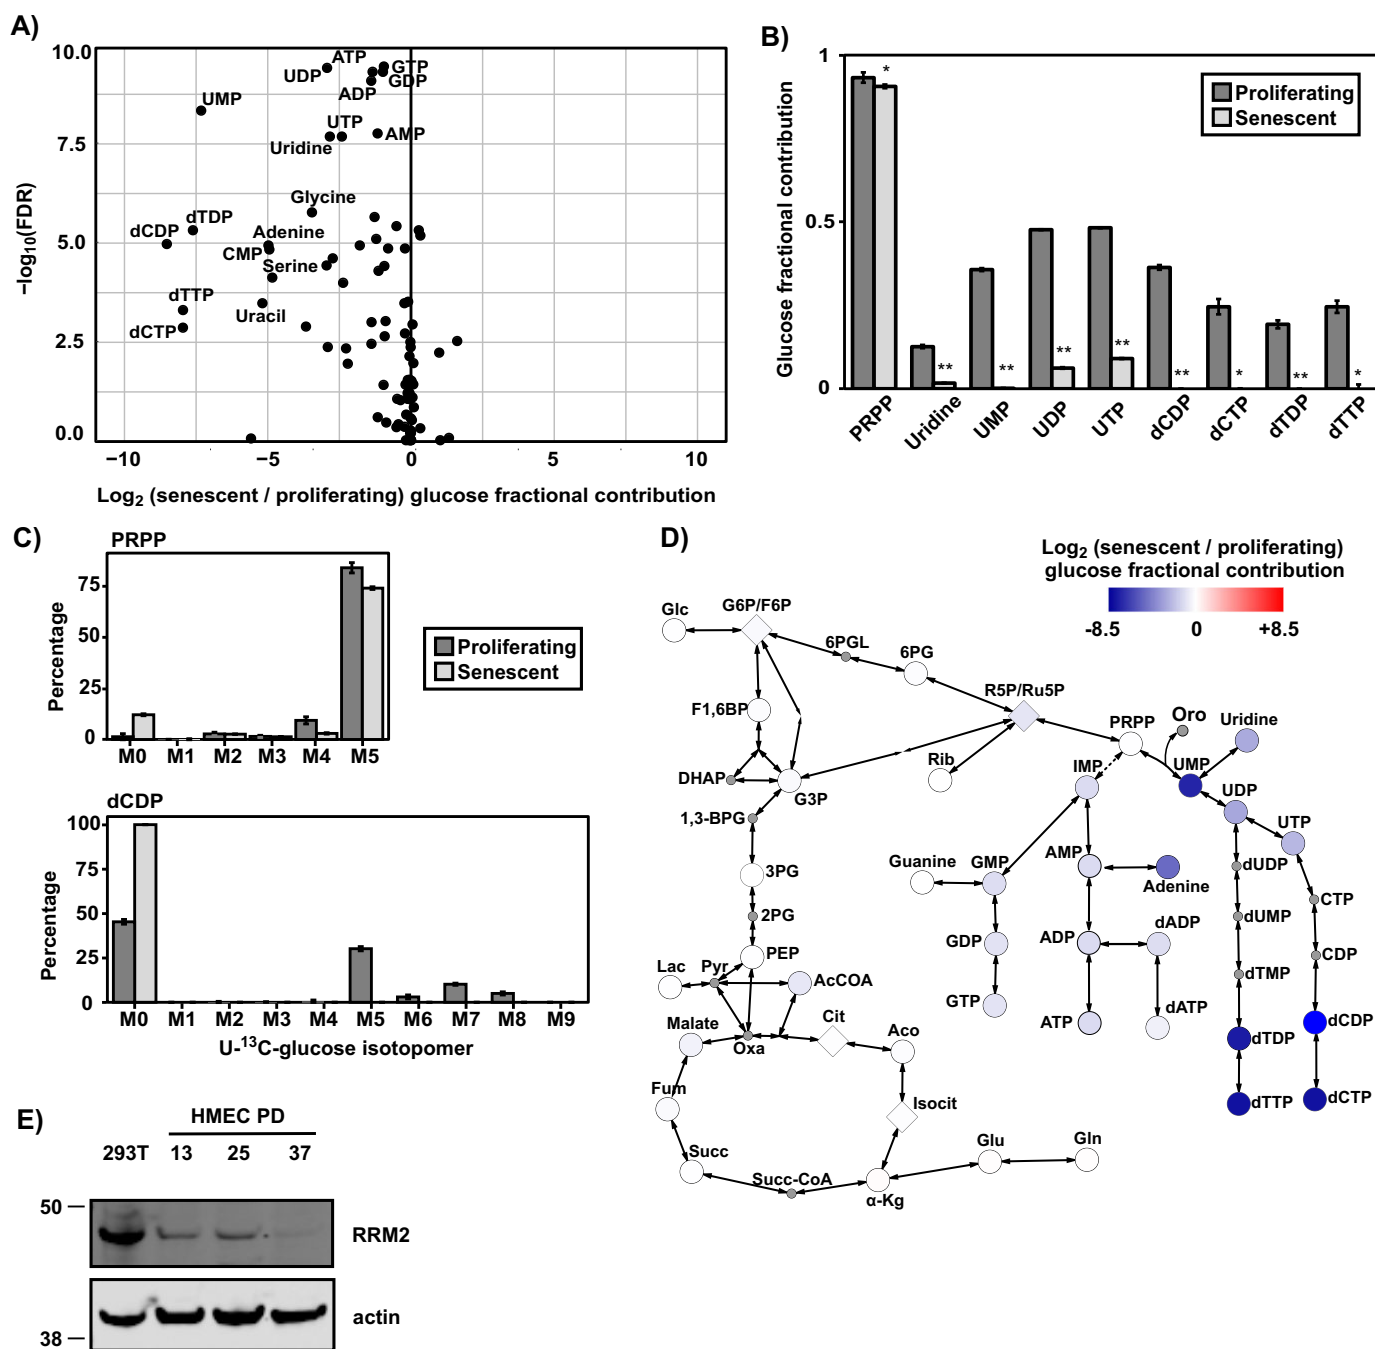 A)
10.0
7.5
5.0
2.5
0.0
−log10(FDR)
−10
−5
0
5
10
Log2 (senescent / proliferating) glucose fractional contribution
ATP
UDP
GTP
GDP
ADP
UMP
UTP
AMP
Uridine
Glycine
dTDP
dCDP
Adenine
CMP
Serine
dTTP
Uracil
dCTP
B)
1
0.5
0
Glucose fractional contribution
Proliferating
Senescent
*
**
**
**
**
**
*
**
*
PRPP
Uridine
UMP
UDP
UTP
dCDP
dCTP
dTDP
dTTP
C)
PRPP
75
50
25
0
Percentage
M0 M1 M2 M3 M4 M5
Proliferating
Senescent
dCDP
100
75
50
25
0
Percentage
M0 M1 M2 M3 M4 M5 M6 M7 M8 M9
U-13C-glucose isotopomer
D)
Log2 (senescent / proliferating)
glucose fractional contribution
-8.5 0 +8.5
Glc
G6P/F6P
6PGL
6PG
R5P/Ru5P
F1,6BP
PRPP
Oro
Uridine
DHAP
G3P
Rib
IMP
UMP
1,3-BPG
UDP
UTP
3PG
Guanine
GMP
AMP
Adenine
dUDP
CTP
2PG
dUMP
PEP
GDP
ADP
dADP
CDP
Lac
Pyr
AcCOA
dTMP
GTP
ATP
dATP
Malate
Oxa
Cit
Aco
dTDP
dCDP
Fum
Isocit
dTTP
dCTP
Succ
Succ-CoA
α-Kg
Glu
Gln
E)
HMEC PD
293T 13 25 37
50
RRM2
actin
38